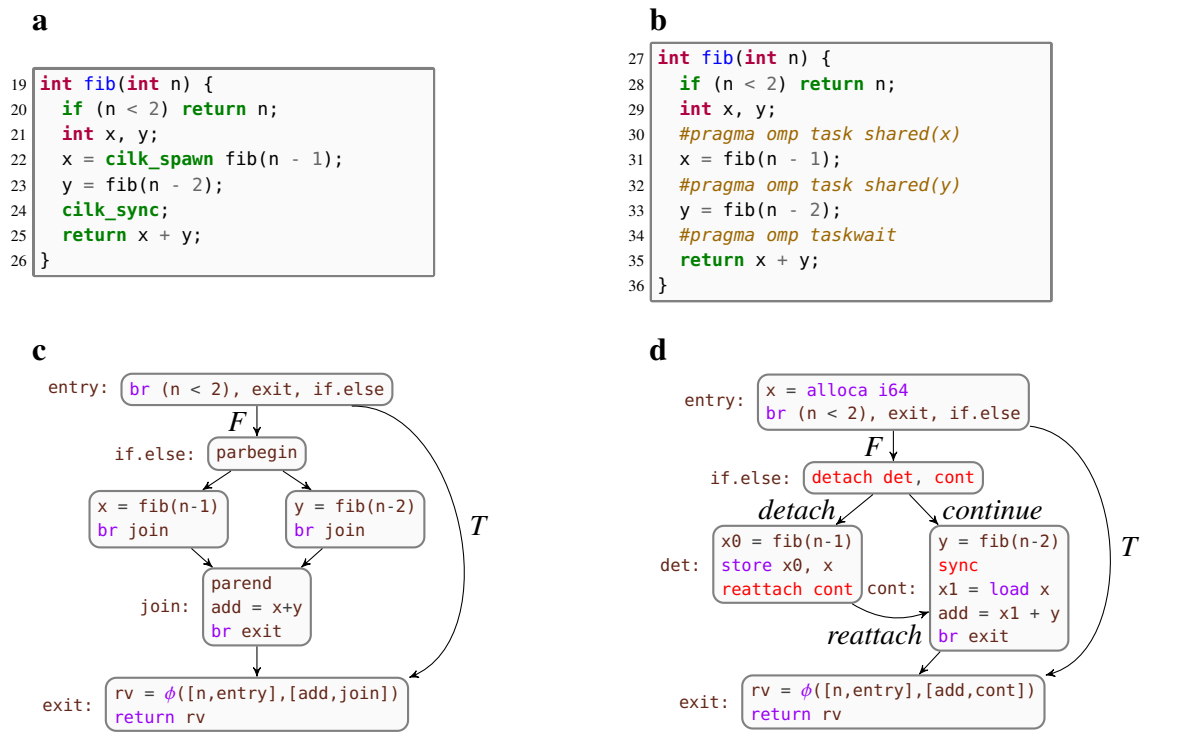 a
19 int fib(int n) {
20 if (n < 2) return n;
21 int x, y;
22 x = cilk_spawn fib(n - 1);
23 y = fib(n - 2);
24 cilk_sync;
25 return x + y;
26 }
b
27 int fib(int n) {
28 if (n < 2) return n;
29 int x, y;
30 #pragma omp task shared(x)
31 x = fib(n - 1);
32 #pragma omp task shared(y)
33 y = fib(n - 2);
34 #pragma omp taskwait
35 return x + y;
36 }
c
entry: br (n < 2), exit, if.else
F
if.else: parbegin
x = fib(n-1)
br join
y = fib(n-2)
br join
T
join:
parend
add = x+y
br exit
exit:
rv = ϕ([n,entry],[add,join])
return rv
d
entry:
x = alloca i64
br (n < 2), exit, if.else
F
if.else: detach det, cont
detach
continue
T
det:
x0 = fib(n-1)
store x0, x
reattach cont
reattach
cont:
y = fib(n-2)
sync
x1 = load x
add = x1 + y
br exit
exit:
rv = ϕ([n,entry],[add,cont])
return rv